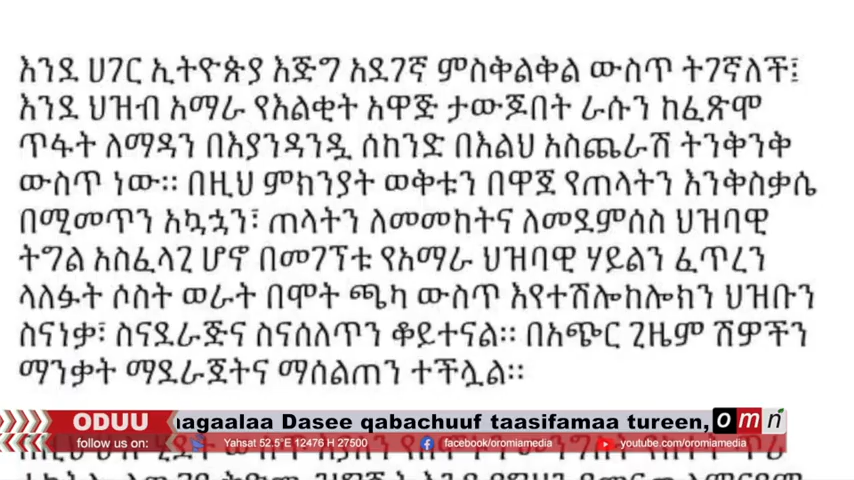 እንደ ሀገር ኢትዮጵያ እጅግ አደገኛ ምስቅልቅል ውስጥ ትገኛለች፤
እንደ ህዝብ አማራ የእልቂት አዋጅ ታውጆበት ራሱን ከፈጽሞ
ጥፋት ለማዳን በእያንዳንዷ ሰከንድ በእልህ አስጨራሽ ትንቅንቅ
ውስጥ ነው። በዚህ ምክንያት ወቅቱን በዋጀ የጠላትን እንቅስቃሴ
በሚመጥን አኳኋን፣ ጠላትን ለመመከትና ለመደምሰስ ህዝባዊ
ትግል አስፈላጊ ሆኖ በመገኘቱ የአማራ ህዝባዊ ሃይልን ፈጥረን
ላለፉት ሶስት ወራት በሞት ጫካ ውስጥ እየተሽሎከሎክን ህዝቡን
ስናነቃ፣ ስናደራጅና ስናሰለጥን ቆይተናል። በአጭር ጊዜም ሽዎችን
ማንቃት ማደራጀትና ማሰልጠን ተችሏል።
ODUU
magaalaa Dasee qabachuuf taasifamaa tureen,
omn
follow us on:
Yahsat 52.5°E 12476 H 27500
facebook/oromiamedia
youtube.com/oromiamedia